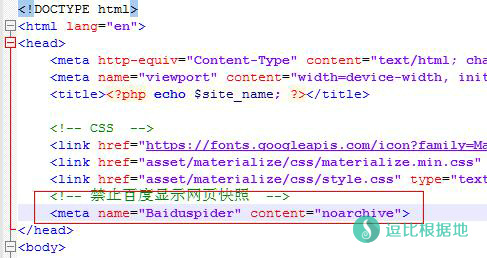 <!DOCTYPE html>
<html lang="en">
<head>
<meta http-equiv="Content-Type" content="text/html; cha
<meta name="viewport" content="width=device-width, init
<title><?php echo $site_name; ?></title>
<!-- CSS  -->
<link href="https://fonts.googleapis.com/icon?family=Ma
<link href="asset/materialize/css/materialize.min.css"
<link href="asset/materialize/css/style.css" type="text
<!-- 禁止百度显示网页快照  -->
<meta name="Baiduspider" content="noarchive">
</head>
<body>
逗比根据地